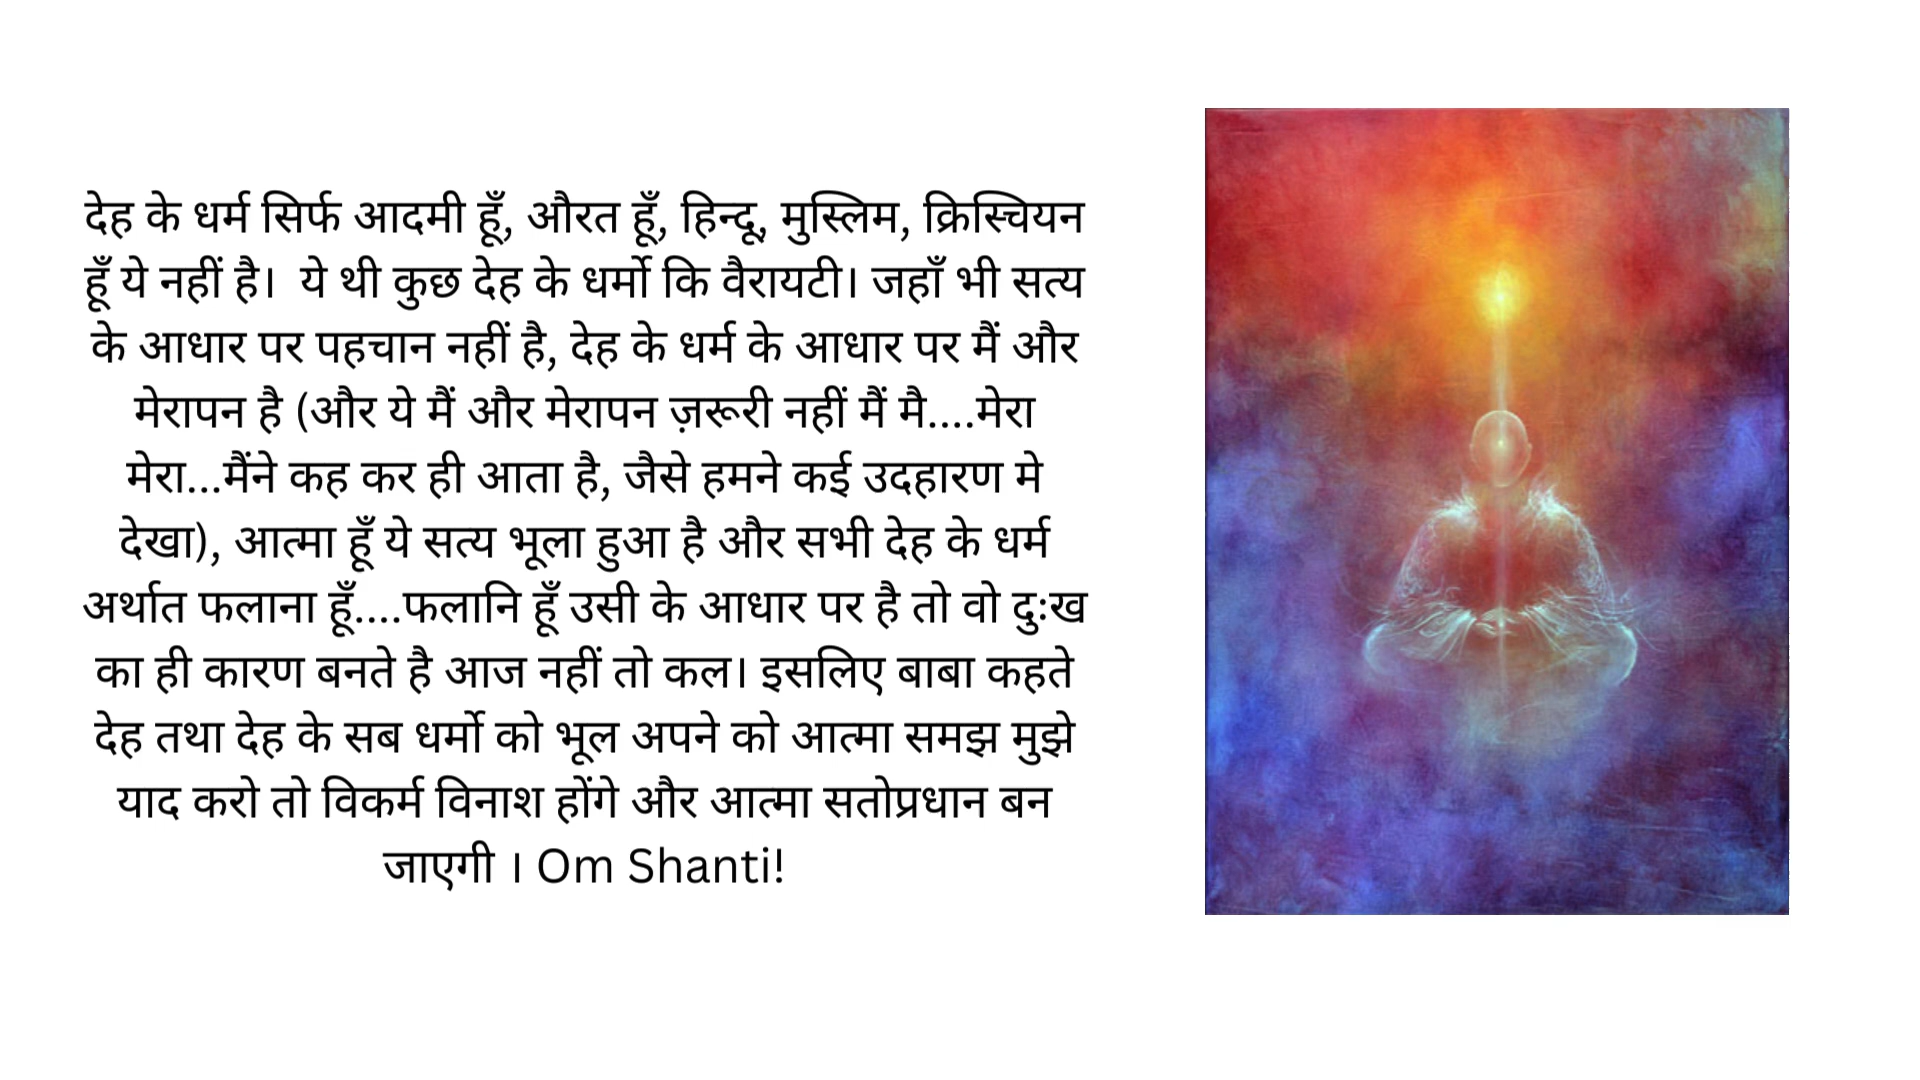 देह के धर्म सिर्फ आदमी हूँ, औरत हूँ, हिन्दू, मुस्लिम, क्रिस्चियन
हूँ ये नहीं है।  ये थी कुछ देह के धर्मो कि वैरायटी। जहाँ भी सत्य
के आधार पर पहचान नहीं है, देह के धर्म के आधार पर मैं और
मेरापन है (और ये मैं और मेरापन ज़रूरी नहीं मैं मै....मेरा
मेरा...मैंने कह कर ही आता है, जैसे हमने कई उदहारण मे
देखा), आत्मा हूँ ये सत्य भूला हुआ है और सभी देह के धर्म
अर्थात फलाना हूँ....फलानि हूँ उसी के आधार पर है तो वो दुःख
का ही कारण बनते है आज नहीं तो कल। इसलिए बाबा कहते
देह तथा देह के सब धर्मो को भूल अपने को आत्मा समझ मुझे
याद करो तो विकर्म विनाश होंगे और आत्मा सतोप्रधान बन
जाएगी । Om Shanti!